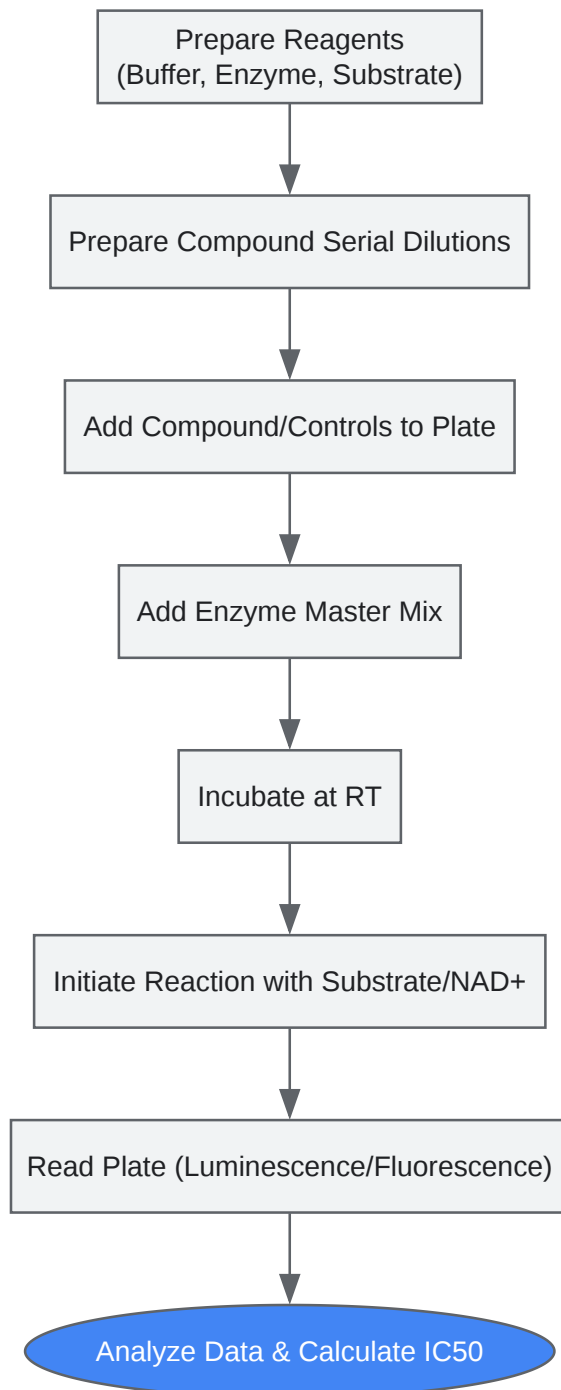 Prepare Reagents
(Buffer, Enzyme, Substrate)
Prepare Compound Serial Dilutions
Add Compound/Controls to Plate
Add Enzyme Master Mix
Incubate at RT
Initiate Reaction with Substrate/NAD+
Read Plate (Luminescence/Fluorescence)
Analyze Data & Calculate IC50